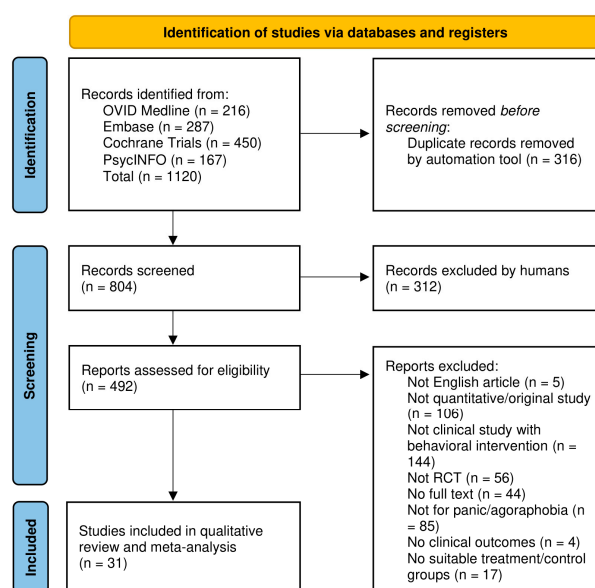 Identification of studies via databases and registers
Identification
Records identified from:
OVID Medline (n = 216)
Embase (n = 287)
Cochrane Trials (n = 450)
PsycINFO (n = 167)
Total (n = 1120)
Records removed before
screening:
Duplicate records removed
by automation tool (n = 316)
Screening
Records screened
(n = 804)
Records excluded by humans
(n = 312)
Reports assessed for eligibility
(n = 492)
Reports excluded:
Not English article (n = 5)
Not quantitative/original study
(n = 106)
Not clinical study with
behavioral intervention (n =
144)
Not RCT (n = 56)
No full text (n = 44)
Not for panic/agoraphobia (n
= 85)
No clinical outcomes (n = 4)
No suitable treatment/control
groups (n = 17)
Included
Studies included in qualitative
review and meta-analysis
(n = 31)